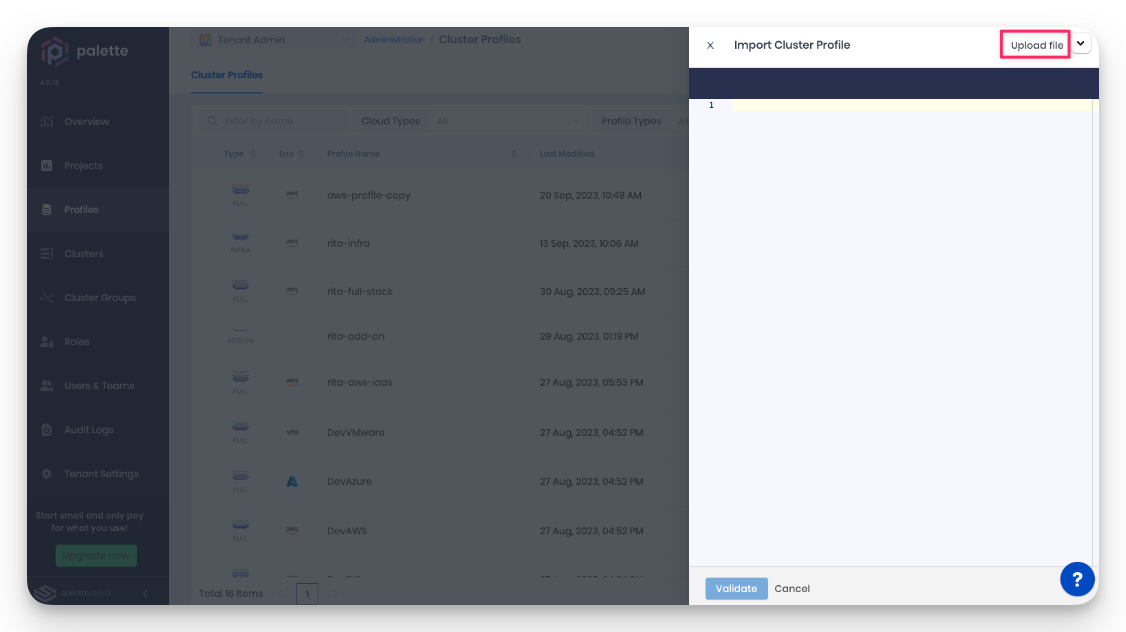 palette
4.0.13
Overview
Projects
Profiles
Clusters
Cluster Groups
Roles
Users & Teams
Audit Logs
Tenant Settings
Start small and only pay
for what you use!
Upgrade now
spectro cloud
Tenant Admin
Administration / Cluster Profiles
Cluster Profiles
Filter by name
Cloud Types All
Profile Types
Type Env Profile Name Last Modified
FULL aws aws-profile-copy 20 Sep, 2023, 10:49 AM
INFRA aws rita-infra 13 Sep, 2023, 10:06 AM
FULL aws rita-full-stack 30 Aug, 2023, 09:25 AM
ADDON rita-add-on 29 Aug, 2023, 01:19 PM
FULL aws rita-aws-iaas 27 Aug, 2023, 05:53 PM
FULL vm DevVMware 27 Aug, 2023, 04:52 PM
FULL DevAzure 27 Aug, 2023, 04:52 PM
FULL aws DevAWS 27 Aug, 2023, 04:52 PM
Total 16 items 1
X Import Cluster Profile Upload file
1
Validate Cancel
?